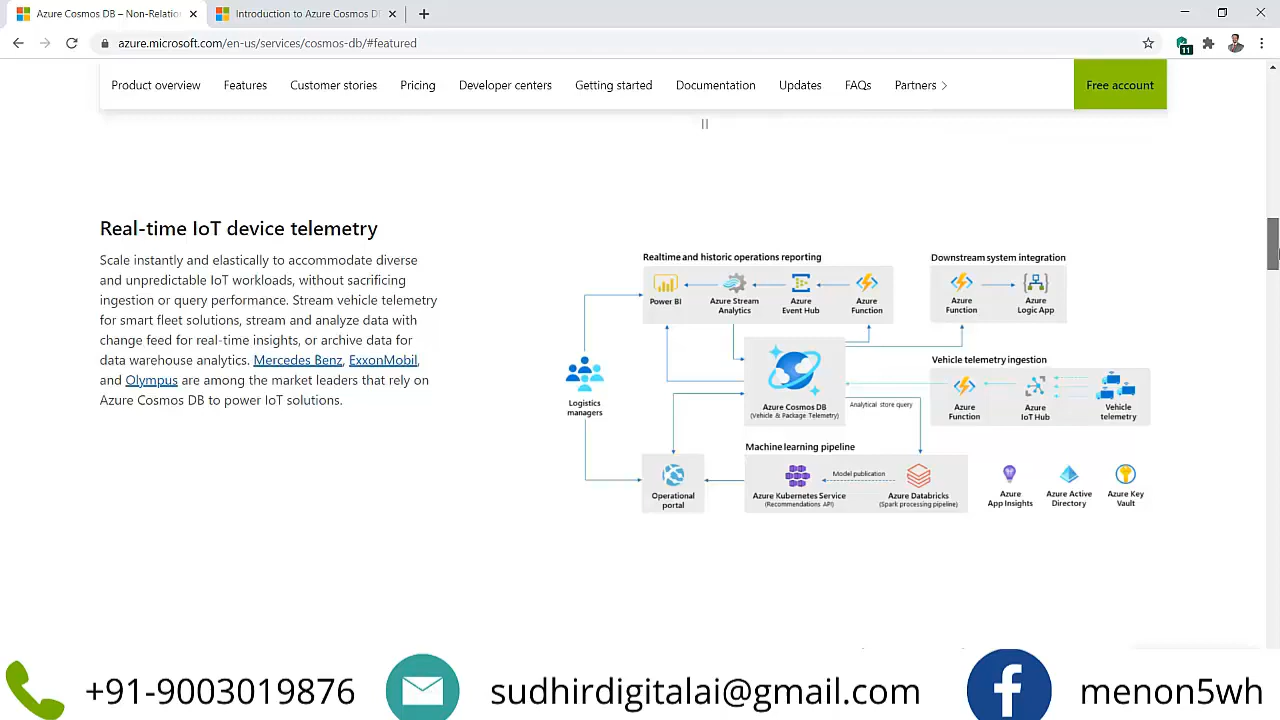 Azure Cosmos DB – Non-Relation
Introduction to Azure Cosmos D
azure.microsoft.com/en-us/services/cosmos-db/#featured
11
Product overview
Features
Customer stories
Pricing
Developer centers
Getting started
Documentation
Updates
FAQs
Partners
Free account
Real-time IoT device telemetry
Scale instantly and elastically to accommodate diverse
and unpredictable IoT workloads, without sacrificing
ingestion or query performance. Stream vehicle telemetry
for smart fleet solutions, stream and analyze data with
change feed for real-time insights, or archive data for
data warehouse analytics. Mercedes Benz, ExxonMobil,
and Olympus are among the market leaders that rely on
Azure Cosmos DB to power IoT solutions.
Realtime and historic operations reporting
Power BI
Azure Stream
Analytics
Azure
Event Hub
Azure
Function
Downstream system integration
Azure
Function
Azure
Logic App
Logistics
managers
Azure Cosmos DB
(Vehicle & Package Telemetry)
Analytical store query
Vehicle telemetry ingestion
Azure
Function
Azure
IoT Hub
Vehicle
telemetry
Machine learning pipeline
Operational
portal
Azure Kubernetes Service
(Recommendations API)
Model publication
Azure Databricks
(Spark processing pipeline)
Azure
App Insights
Azure Active
Directory
Azure Key
Vault
+91-9003019876
sudhirdigitalai@gmail.com
menon5wh